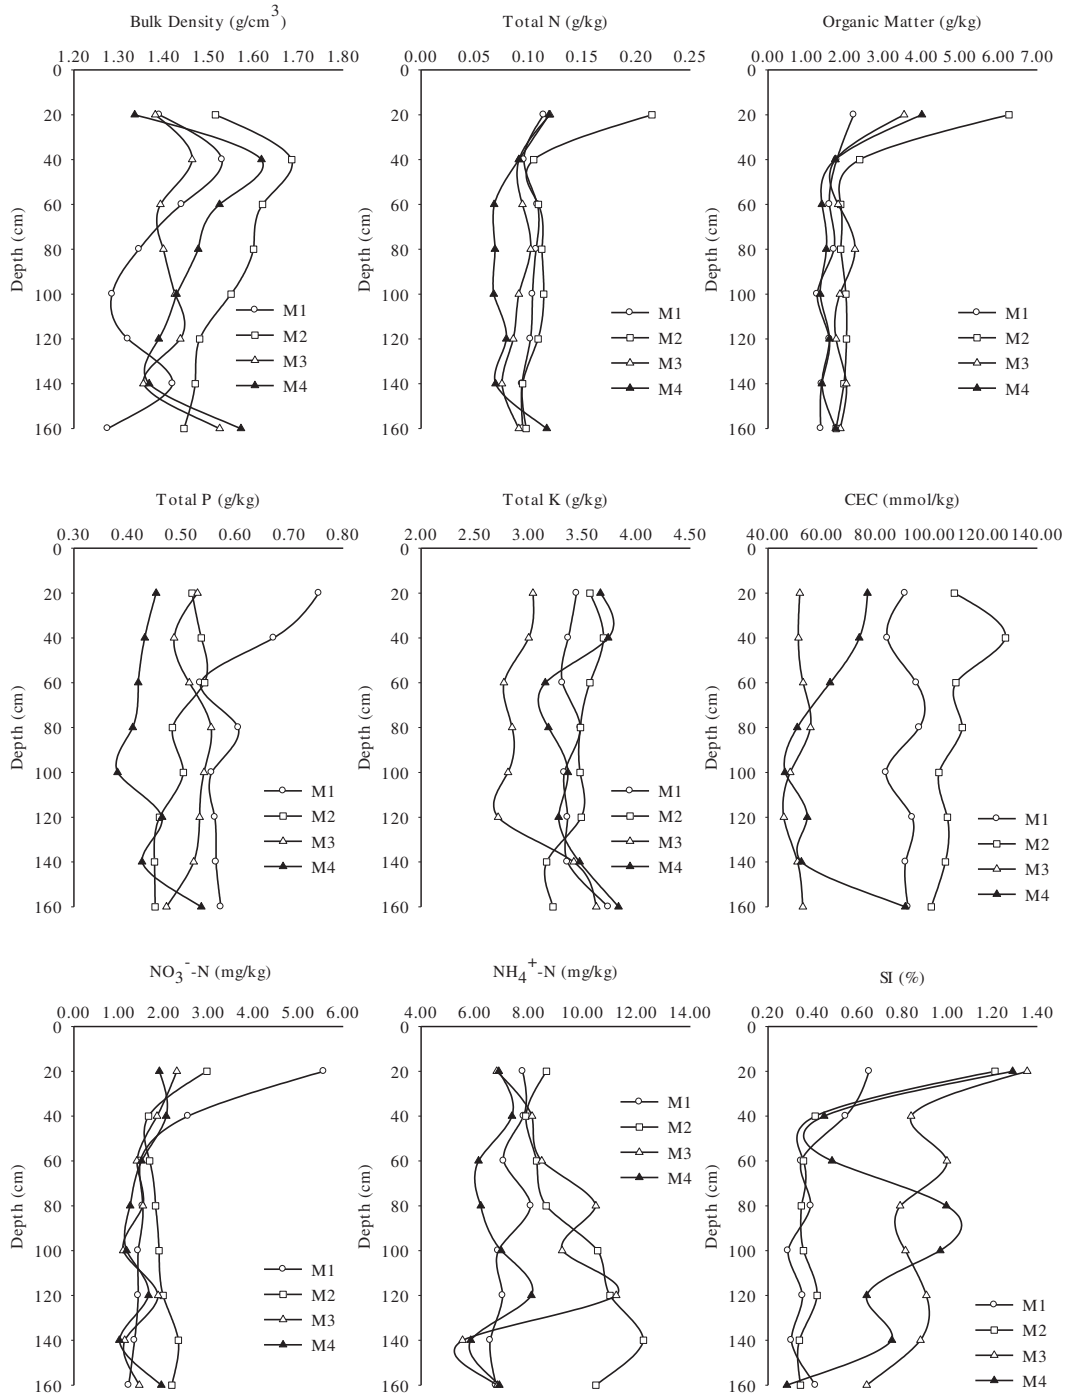 Bulk Density (g/cm3) Total N (g/kg) Organic Matter (g/kg)
1.20 1.30 1.40 1.50 1.60 1.70 1.80 0.00 0.05 0.10 0.15 0.20 0.25 0.00 1.00 2.00 3.00 4.00 5.00 6.00 7.00
0 0 0
20 20 20
40 40 40
60 60 60
80 80 80
100 100 100
120 120 120
140 140 140
160 160 160
Depth (cm) Depth (cm) Depth (cm)
M1 M1 M1
M2 M2 M2
M3 M3 M3
M4 M4 M4
Total P (g/kg) Total K (g/kg) CEC (mmol/kg)
0.30 0.40 0.50 0.60 0.70 0.80 2.00 2.50 3.00 3.50 4.00 4.50 40.00 60.00 80.00 100.00 120.00 140.00
0 0 0
20 20 20
40 40 40
60 60 60
80 80 80
100 100 100
120 120 120
140 140 140
160 160 160
Depth (cm) Depth (cm) Depth (cm)
M1 M1 M1
M2 M2 M2
M3 M3 M3
M4 M4 M4
NO3--N (mg/kg) NH4+-N (mg/kg) SI (%)
0.00 1.00 2.00 3.00 4.00 5.00 6.00 4.00 6.00 8.00 10.00 12.00 14.00 0.20 0.40 0.60 0.80 1.00 1.20 1.40
0 0 0
20 20 20
40 40 40
60 60 60
80 80 80
100 100 100
120 120 120
140 140 140
160 160 160
Depth (cm) Depth (cm) Depth (cm)
M1 M1 M1
M2 M2 M2
M3 M3 M3
M4 M4 M4